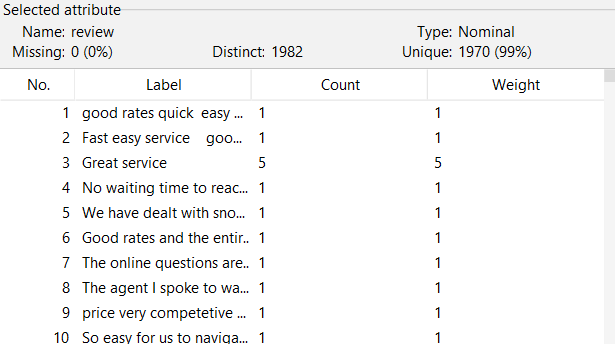 Selected attribute
Name: review Type: Nominal
Missing: 0 (0%) Distinct: 1982 Unique: 1970 (99%)
No. Label Count Weight
1 good rates quick  easy ... 1 1
2 Fast easy service    goo... 1 1
3 Great service 5 5
4 No waiting time to reac... 1 1
5 We have dealt with sno... 1 1
6 Good rates and the entir.. 1 1
7 The online questions are.. 1 1
8 The agent I spoke to wa... 1 1
9 price very competetive ... 1 1
10 So easy for us to naviga... 1 1